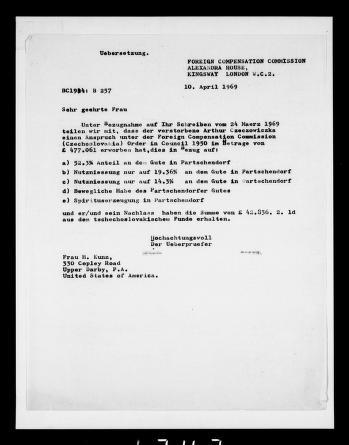 Uebersetzung.
FOREIGN COMPENSATION COMMISSION
ALEXANDRA HOUSE,
KINGSWAY LONDON W.C.2.
10. April 1969
BC1984: B 257
Sehr geehrte Frau
Unter Bezugnahme auf Ihr Schreiben vom 24 Maerz 1969
teilen wir mit, dass der verstorbene Arthur Czeczowiczka
einen Anspruch unter der Foreign Compensation Commission
(Czechoslovakia) Order in Council 1950 im Betrage von
£ 477.061 erworben hat,dies in Bezug auf:
a) 52.3% Anteil an dem Gute in Partschendorf
b) Nutzniessung nur auf 19.36% an dem Gute in Partschendorf
c) Nutzniessung nur auf 14.3% an dem Gute in Partschendorf
d) Bewegliche Habe des Partschendorfer Gutes
e) Spirituserzeugung in Partschendorf
und er/und sein Nachlass haben die Summe von £ 42.836. 2. 1d
aus dem tschechoslovakischen Funde erhalten.
Hochachtungsvoll
Der Ueberpruefer
Frau H. Kunn,
330 Copley Road
Upper Darby, P.A.
United States of America.